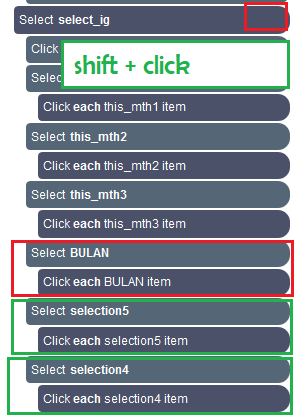 Select select_ig
Click
shift + click
Select
Click each this_mth1 item
Select this_mth2
Click each this_mth2 item
Select this_mth3
Click each this_mth3 item
Select BULAN
Click each BULAN item
Select selection5
Click each selection5 item
Select selection4
Click each selection4 item